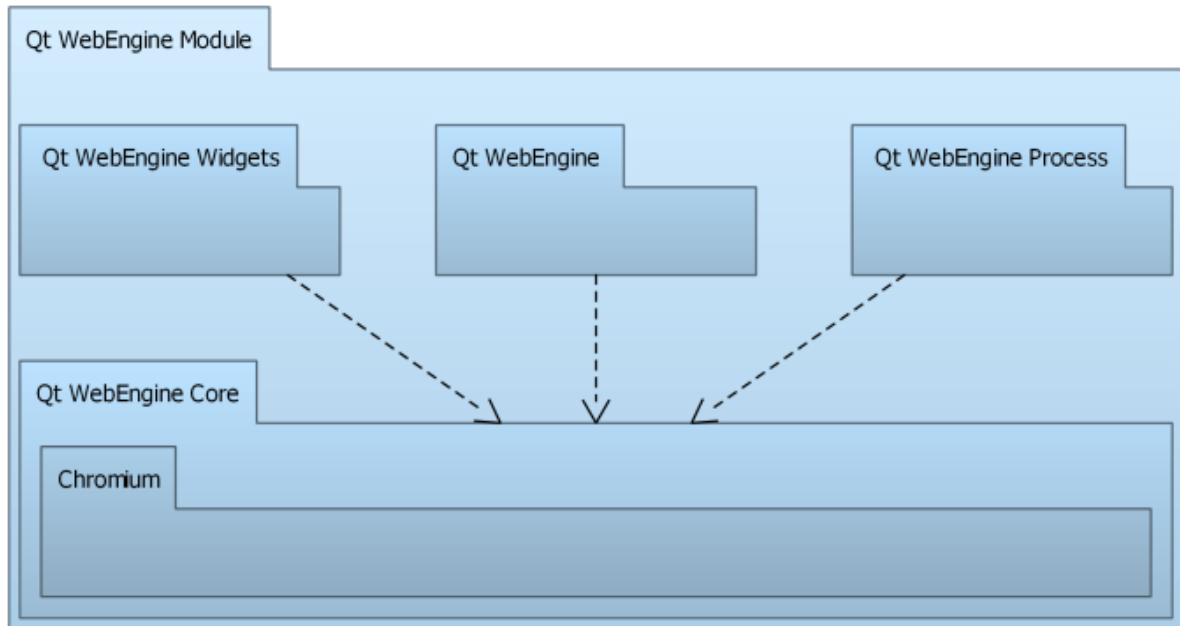 Qt WebEngine Module
Qt WebEngine Widgets
Qt WebEngine
Qt WebEngine Process
Qt WebEngine Core
Chromium